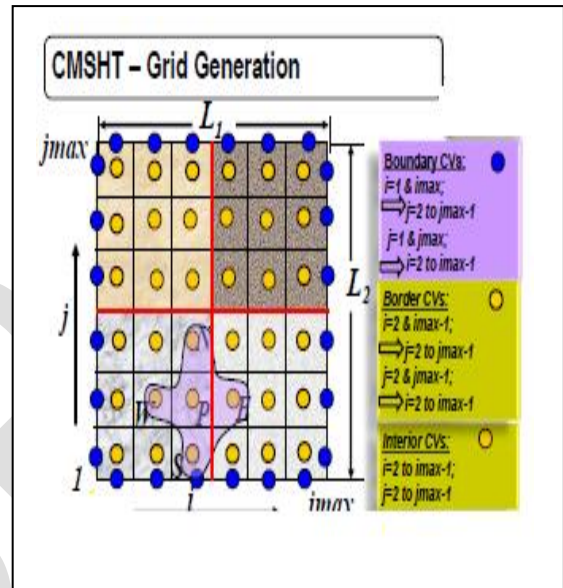 CMSHT – Grid Generation
L1
jmax
L2
j
W P E
S
1
i
imax
Boundary CVs:
i=1 & imax;
j=2 to jmax-1
j=1 & jmax;
i=2 to imax-1
Border CVs:
i=2 & imax-1;
j=2 to jmax-1
j=2 & jmax-1;
i=2 to imax-1
Interior CVs:
i=2 to imax-1;
j=2 to jmax-1